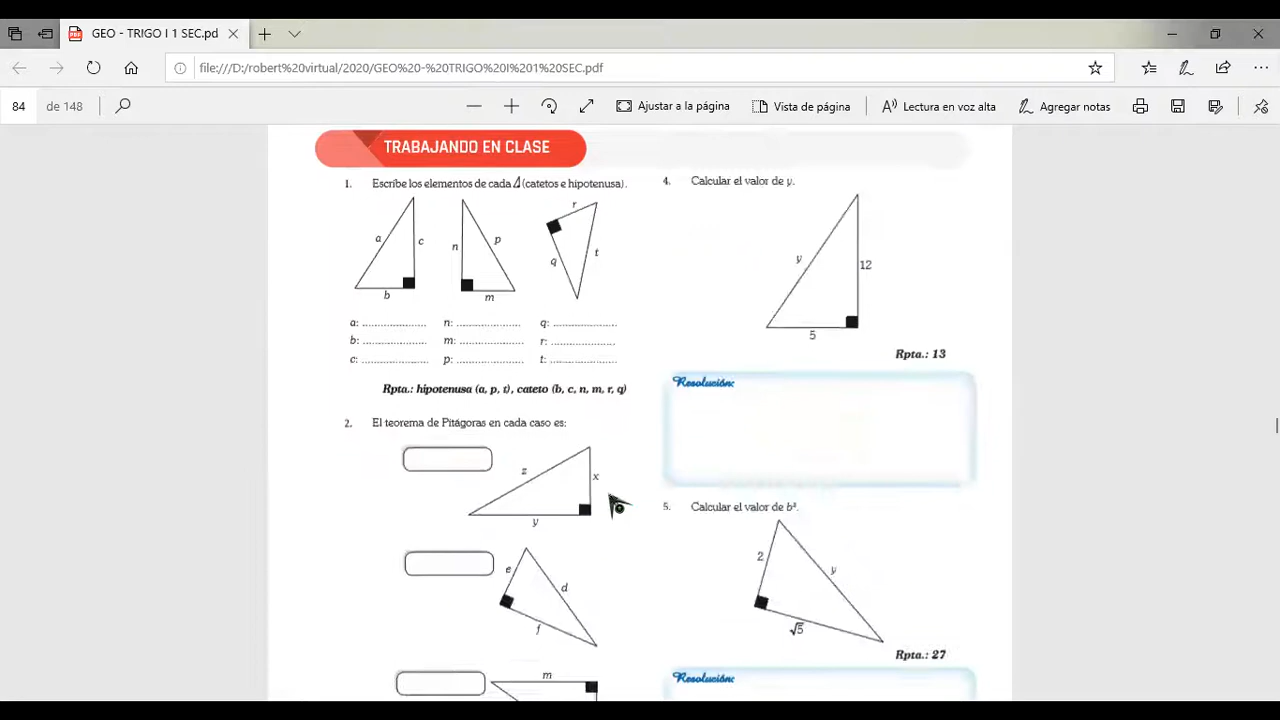 GEO - TRIGO I 1 SEC.pd
file:///D:/robert%20virtual/2020/GEO%20-%20TRIGO%20I%201%20SEC.pdf
84 de 148
Ajustar a la página
Vista de página
Lectura en voz alta
Agregar notas
TRABAJANDO EN CLASE
1. Escribe los elementos de cada ⊿ (catetos e hipotenusa).
a
c
b
n
p
m
r
q
t
a: ..................... n: ..................... q: .....................
b: ..................... m: ..................... r: .....................
c: ..................... p: ..................... t: .....................
Rpta.: hipotenusa (a, p, t), cateto (b, c, n, m, r, q)
2. El teorema de Pitágoras en cada caso es:
z
x
y
e
d
f
m
4. Calcular el valor de y.
y
12
5
Rpta.: 13
Resolución:
5. Calcular el valor de b².
2
y
√5
Rpta.: 27
Resolución: